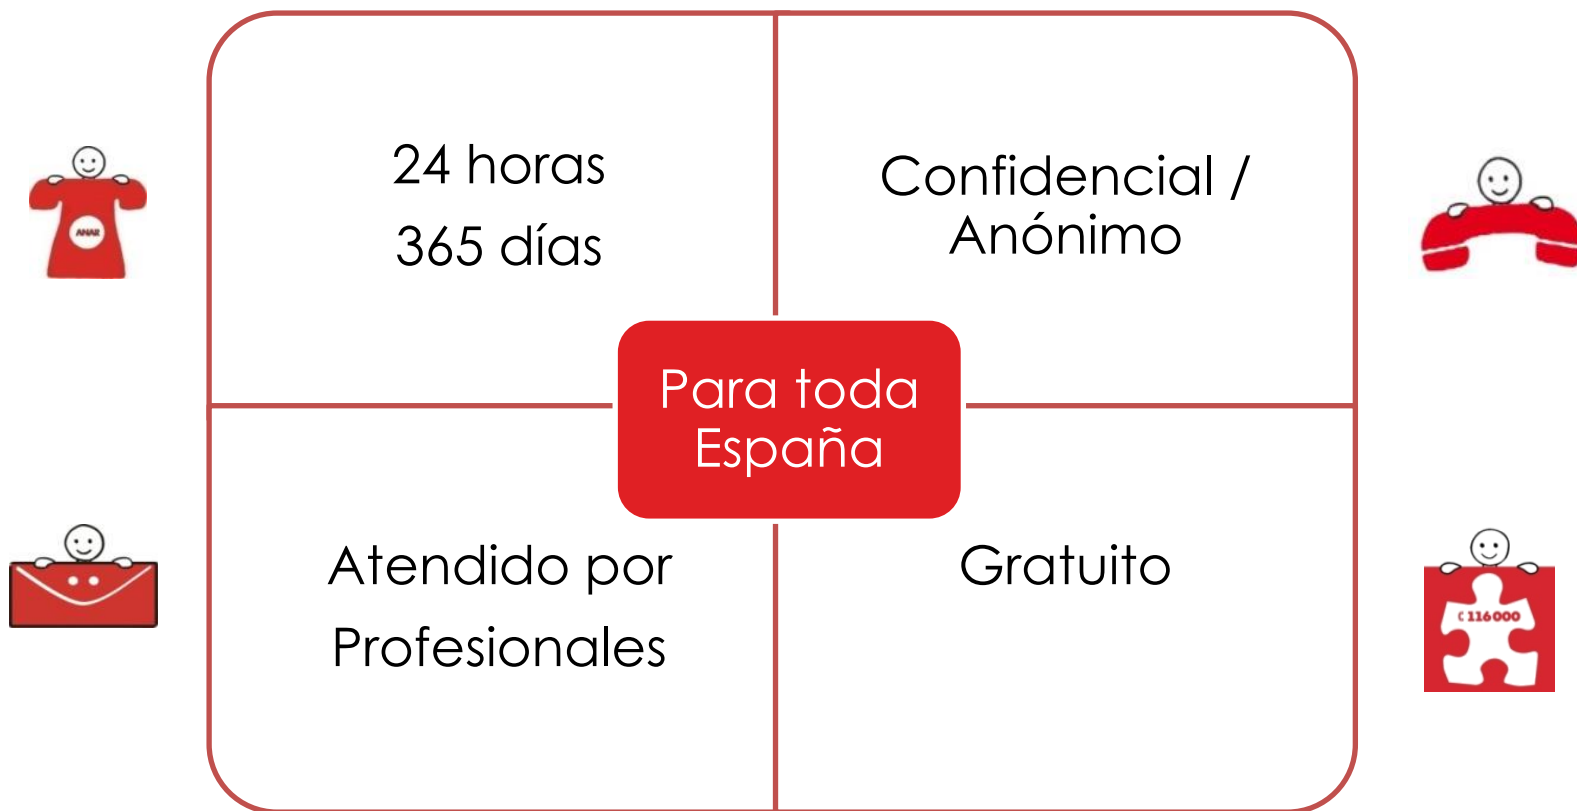 24 horas
365 días
Confidencial /
Anónimo
ANAR
Para toda
España
Atendido por
Profesionales
Gratuito
116000